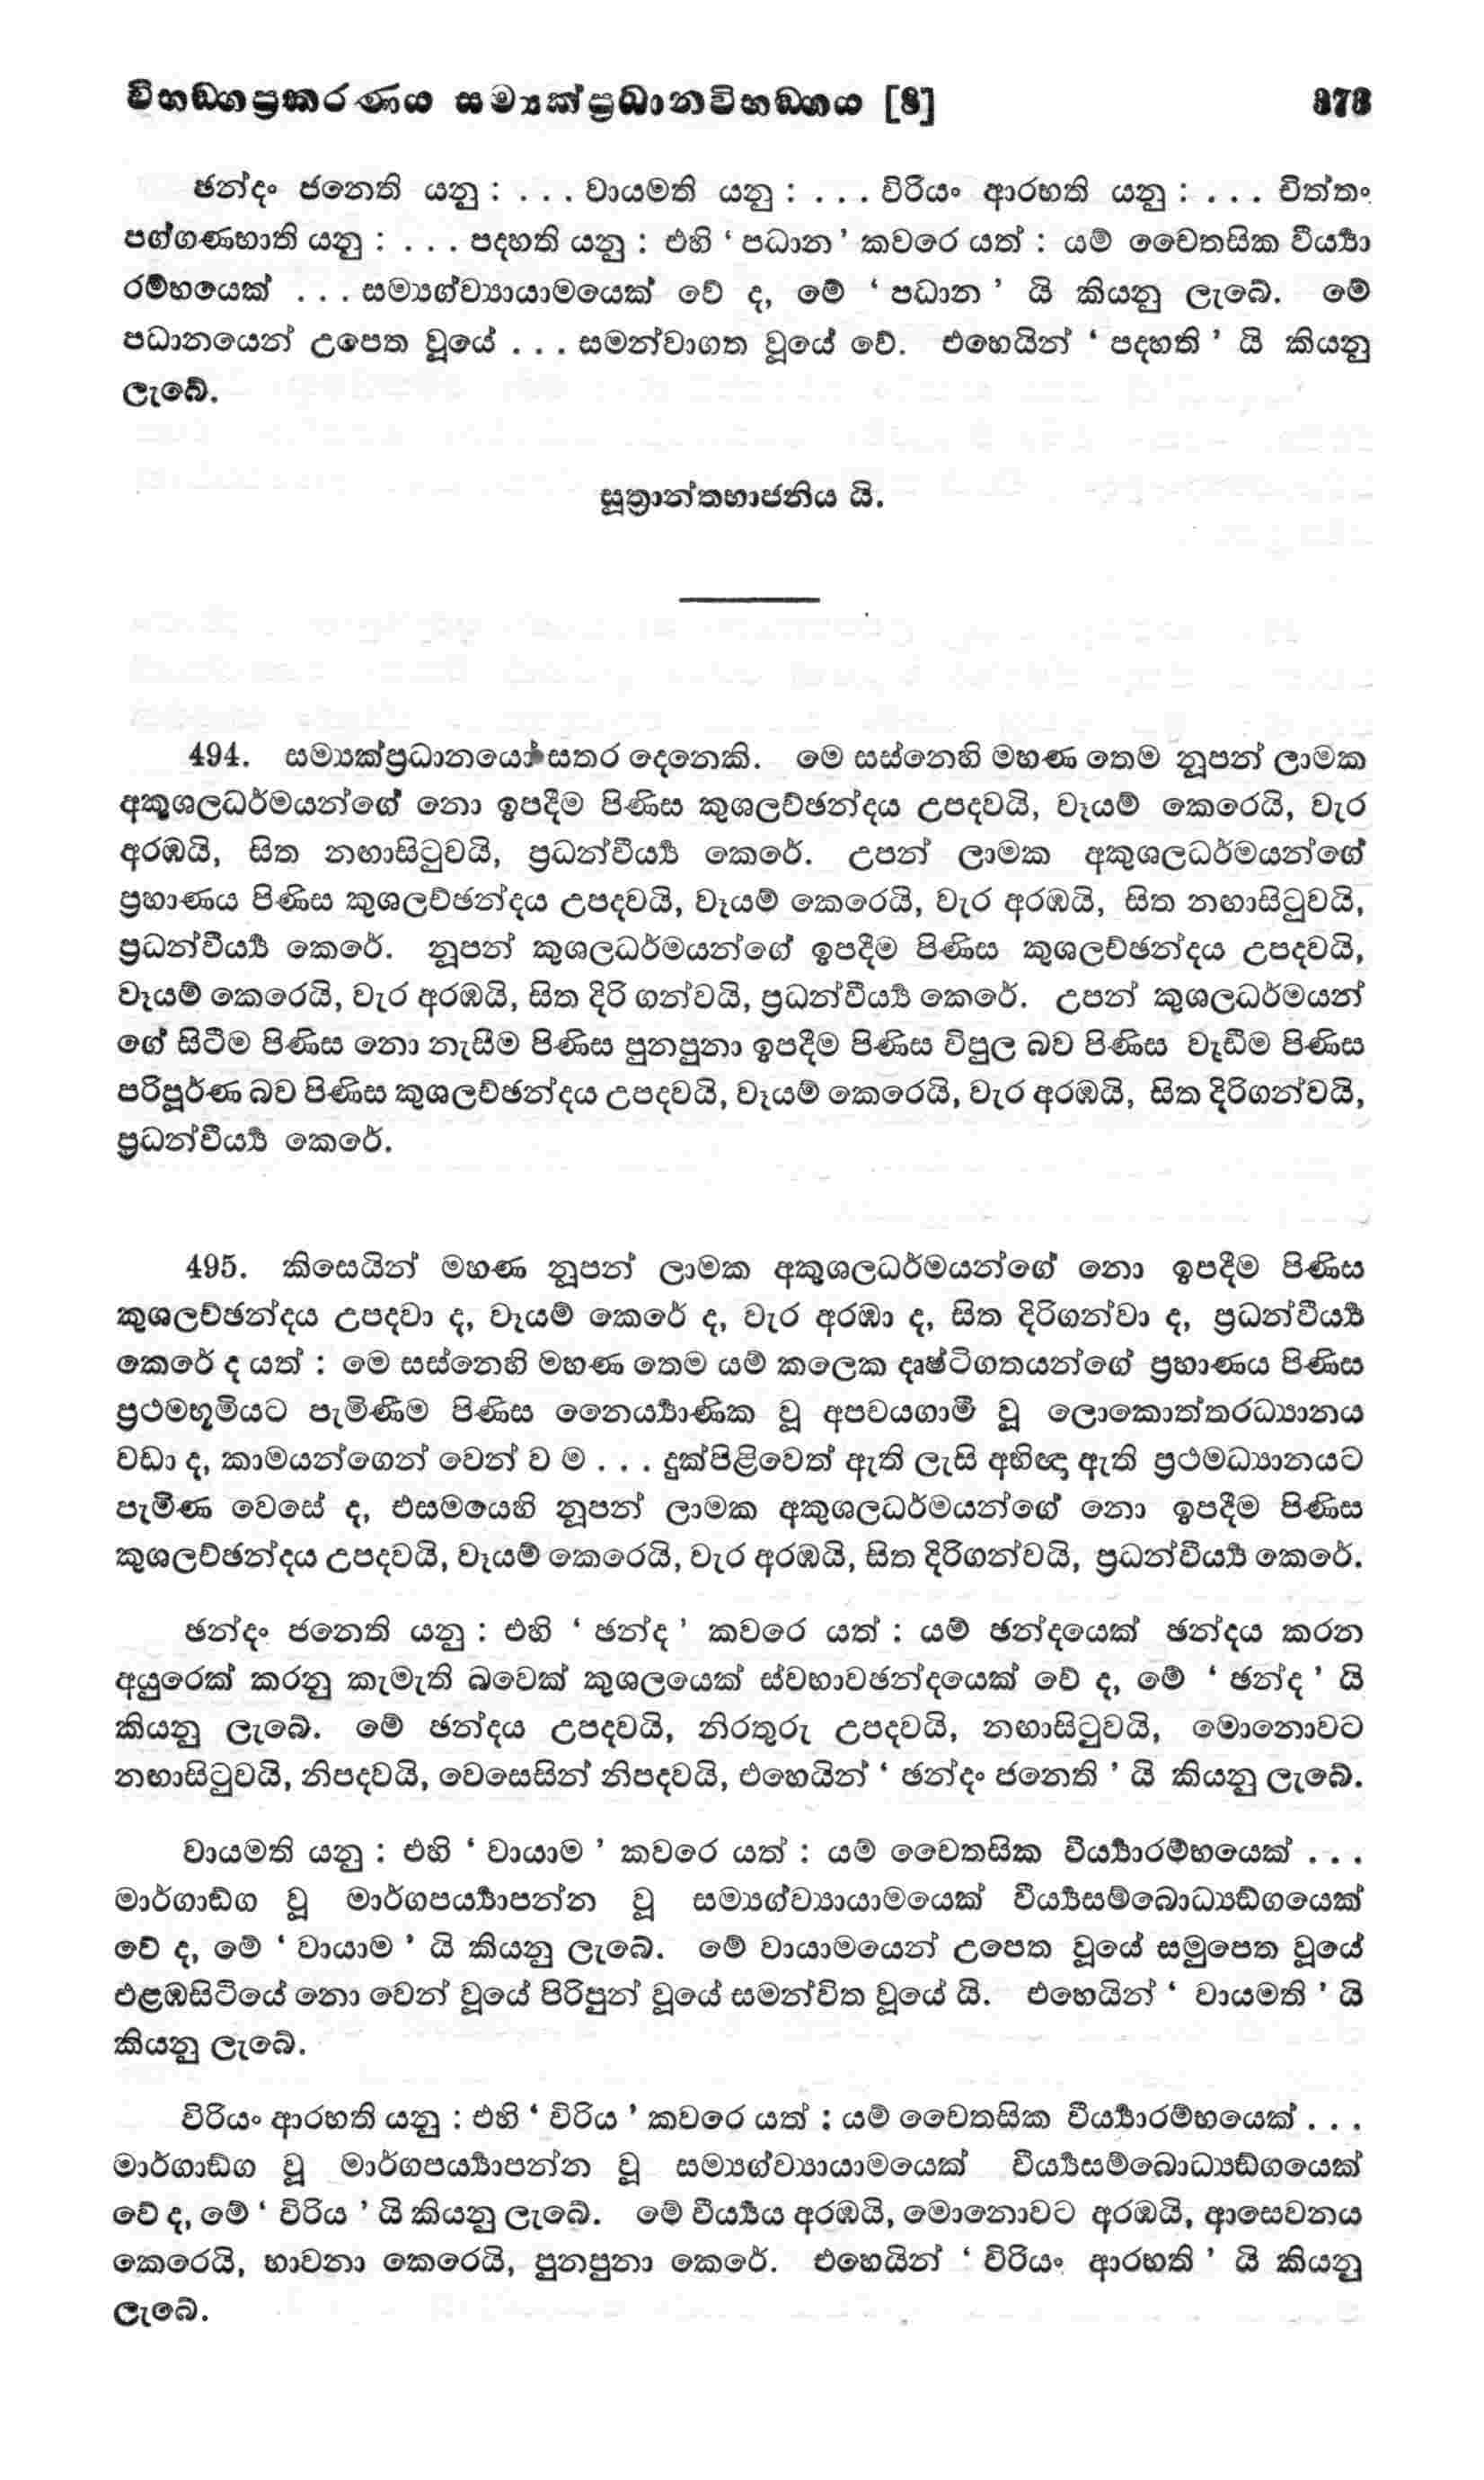 විභඞ්ගප්‍රකරණය සම්‍යක්ප්‍රධානවිභඞ්ගය [8] 373
ඡන්දං ජනෙති යනු : . . . වායමති යනු : . . . විරියං ආරභති යනු : . . . චිත්තං
පග්ගණ්හාති යනු : . . . පදහති යනු : එහි ‘ පධාන ’ කවරෙ යත් : යම් චෛතසික වීර්‍ය්‍යා
රම්භයෙක් . . . සම්‍යග්ව්‍යායාමයෙක් වේ ද, මේ ‘ පධාන ’ යි කියනු ලැබේ. මේ
පධානයෙන් උපෙත වූයේ . . . සමන්වාගත වූයේ වේ. එහෙයින් ‘ පදහති ’ යි කියනු
ලැබේ.
සූත්‍රාන්තභාජනීය යි.
494. සම්‍යක්ප්‍රධානයෝ සතර දෙනෙකි. මෙ සස්නෙහි මහණ තෙම නූපන් ලාමක
අකුශලධර්මයන්ගේ නො ඉපදීම පිණිස කුශලච්ඡන්දය උපදවයි, වෑයම් කෙරෙයි, වැර
අරඹයි, සිත නඟාසිටුවයි, ප්‍රධන්වීර්‍ය්‍ය කෙරේ. උපන් ලාමක අකුශලධර්මයන්ගේ
ප්‍රහාණය පිණිස කුශලච්ඡන්දය උපදවයි, වෑයම් කෙරෙයි, වැර අරඹයි, සිත නඟාසිටුවයි,
ප්‍රධන්වීර්‍ය්‍ය කෙරේ. නූපන් කුශලධර්මයන්ගේ ඉපදීම පිණිස කුශලච්ඡන්දය උපදවයි,
වෑයම් කෙරෙයි, වැර අරඹයි, සිත දිරි ගන්වයි, ප්‍රධන්වීර්‍ය්‍ය කෙරේ. උපන් කුශලධර්මයන්
ගේ සිටීම පිණිස නො නැසීම පිණිස පුනපුනා ඉපදීම පිණිස විපුල බව පිණිස වැඩීම පිණිස
පරිපූර්ණ බව පිණිස කුශලච්ඡන්දය උපදවයි, වෑයම් කෙරෙයි, වැර අරඹයි, සිත දිරිගන්වයි,
ප්‍රධන්වීර්‍ය්‍ය කෙරේ.
495. කිසෙයින් මහණ නූපන් ලාමක අකුශලධර්මයන්ගේ නො ඉපදීම පිණිස
කුශලච්ඡන්දය උපදවා ද, වෑයම් කෙරේ ද, වැර අරඹා ද, සිත දිරිගන්වා ද, ප්‍රධන්වීර්‍ය්‍ය
කෙරේ ද යත් : මෙ සස්නෙහි මහණ තෙම යම් කලෙක දෘෂ්ටිගතයන්ගේ ප්‍රහාණය පිණිස
ප්‍රථමභූමියට පැමිණීම පිණිස නෛර්‍ය්‍යාණික වූ අපචයගාමී වූ ලොකොත්තරධ්‍යානය
වඩා ද, කාමයන්ගෙන් වෙන් ව ම . . . දුක්පිළිවෙත් ඇති ලැසි අභිඥා ඇති ප්‍රථමධ්‍යානයට
පැමිණ වෙසේ ද, එසමයෙහි නූපන් ලාමක අකුශලධර්මයන්ගේ නො ඉපදීම පිණිස
කුශලච්ඡන්දය උපදවයි, වෑයම් කෙරෙයි, වැර අරඹයි, සිත දිරිගන්වයි, ප්‍රධන්වීර්‍ය්‍ය කෙරේ.
ඡන්දං ජනෙති යනු : එහි ‘ ඡන්ද ’ කවරෙ යත් : යම් ඡන්දයෙක් ඡන්දය කරන
අයුරෙක් කරනු කැමැති බවෙක් කුශලයෙක් ස්වභාවඡන්දයෙක් වේ ද, මේ ‘ ඡන්ද ’ යි
කියනු ලැබේ. මේ ඡන්දය උපදවයි, නිරතුරු උපදවයි, නඟාසිටුවයි, මොනොවට
නඟාසිටුවයි, නිපදවයි, වෙසෙසින් නිපදවයි, එහෙයින් ‘ ඡන්දං ජනෙති ’ යි කියනු ලැබේ.
වායමති යනු : එහි ‘ වායාම ’ කවරෙ යත් : යම් චෛතසික වීර්‍ය්‍යාරම්භයෙක් . . .
මාර්ගාඞ්ග වූ මාර්ගපර්‍ය්‍යාපන්න වූ සම්‍යග්ව්‍යායාමයෙක් වීර්‍ය්‍යසම්බොධ්‍යඞ්ගයෙක්
වේ ද, මේ ‘ වායාම ’ යි කියනු ලැබේ. මේ වායාමයෙන් උපෙත වූයේ සමුපෙත වූයේ
එළඹසිටියේ නො වෙන් වූයේ පිරිපුන් වූයේ සමන්විත වූයේ යි. එහෙයින් ‘ වායමති ’ යි
කියනු ලැබේ.
විරියං ආරභති යනු : එහි ‘ විරිය ’ කවරෙ යත් : යම් චෛතසික වීර්‍ය්‍යාරම්භයෙක් . . .
මාර්ගාඞ්ග වූ මාර්ගපර්‍ය්‍යාපන්න වූ සම්‍යග්ව්‍යායාමයෙක් වීර්‍ය්‍යසම්බොධ්‍යඞ්ගයෙක්
වේ ද, මේ ‘ විරිය ’ යි කියනු ලැබේ. මේ වීර්‍ය්‍යය අරඹයි, මොනොවට අරඹයි, ආසෙවනය
කෙරෙයි, භාවනා කෙරෙයි, පුනපුනා කෙරේ. එහෙයින් ‘ විරියං ආරභති ’ යි කියනු
ලැබේ.